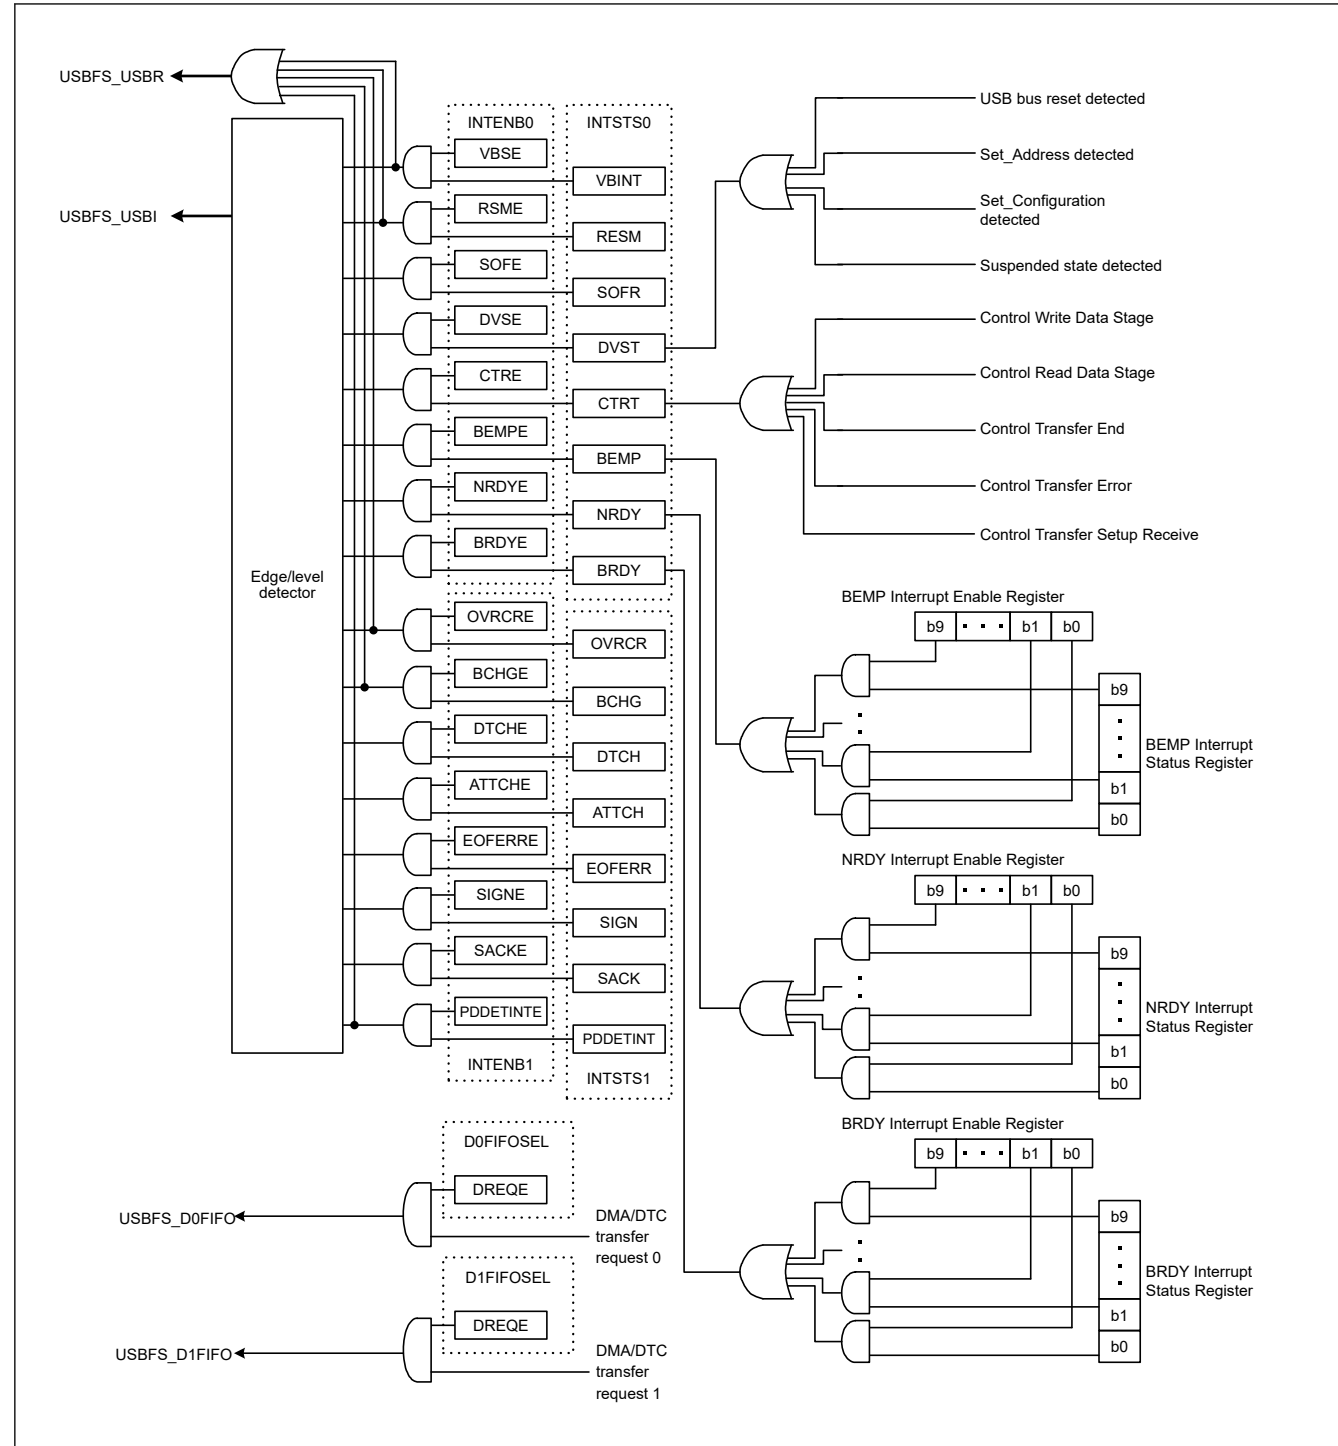 USBFS_USBR
USBFS_USBI
Edge/level
detector
INTENB0
VBSE
RSME
SOFE
DVSE
CTRE
BEMPE
NRDYE
BRDYE
OVRCRE
BCHGE
DTCHE
ATTCHE
EOFERRE
SIGNE
SACKE
PDDETINTE
INTENB1
INTSTS0
VBINT
RESM
SOFR
DVST
CTRT
BEMP
NRDY
BRDY
OVRCR
BCHG
DTCH
ATTCH
EOFERR
SIGN
SACK
PDDETINT
INTSTS1
USB bus reset detected
Set_Address detected
Set_Configuration
detected
Suspended state detected
Control Write Data Stage
Control Read Data Stage
Control Transfer End
Control Transfer Error
Control Transfer Setup Receive
BEMP Interrupt Enable Register
b9 · · · b1 b0
b9
b1
b0
BEMP Interrupt
Status Register
NRDY Interrupt Enable Register
b9 · · · b1 b0
b9
b1
b0
NRDY Interrupt
Status Register
BRDY Interrupt Enable Register
b9 · · · b1 b0
b9
b1
b0
BRDY Interrupt
Status Register
D0FIFOSEL
DREQE
USBFS_D0FIFO
DMA/DTC
transfer
request 0
D1FIFOSEL
DREQE
USBFS_D1FIFO
DMA/DTC
transfer
request 1